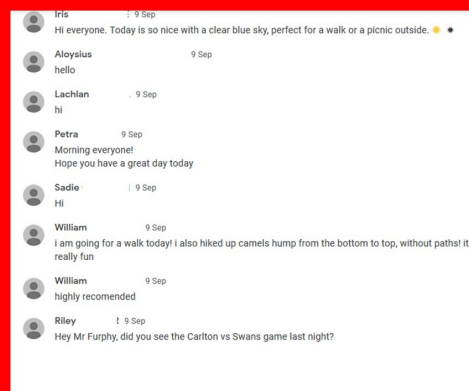 Iris 9 Sep
Hi everyone. Today is so nice with a clear blue sky, perfect for a walk or a picnic outside.
Aloysius 9 Sep
hello
Lachlan 9 Sep
hi
Petra 9 Sep
Morning everyone!
Hope you have a great day today
Sadie 9 Sep
Hi
William 9 Sep
i am going for a walk today! i also hiked up camels hump from the bottom to top, without paths! it
really fun
William 9 Sep
highly recomended
Riley 9 Sep
Hey Mr Furphy, did you see the Carlton vs Swans game last night?